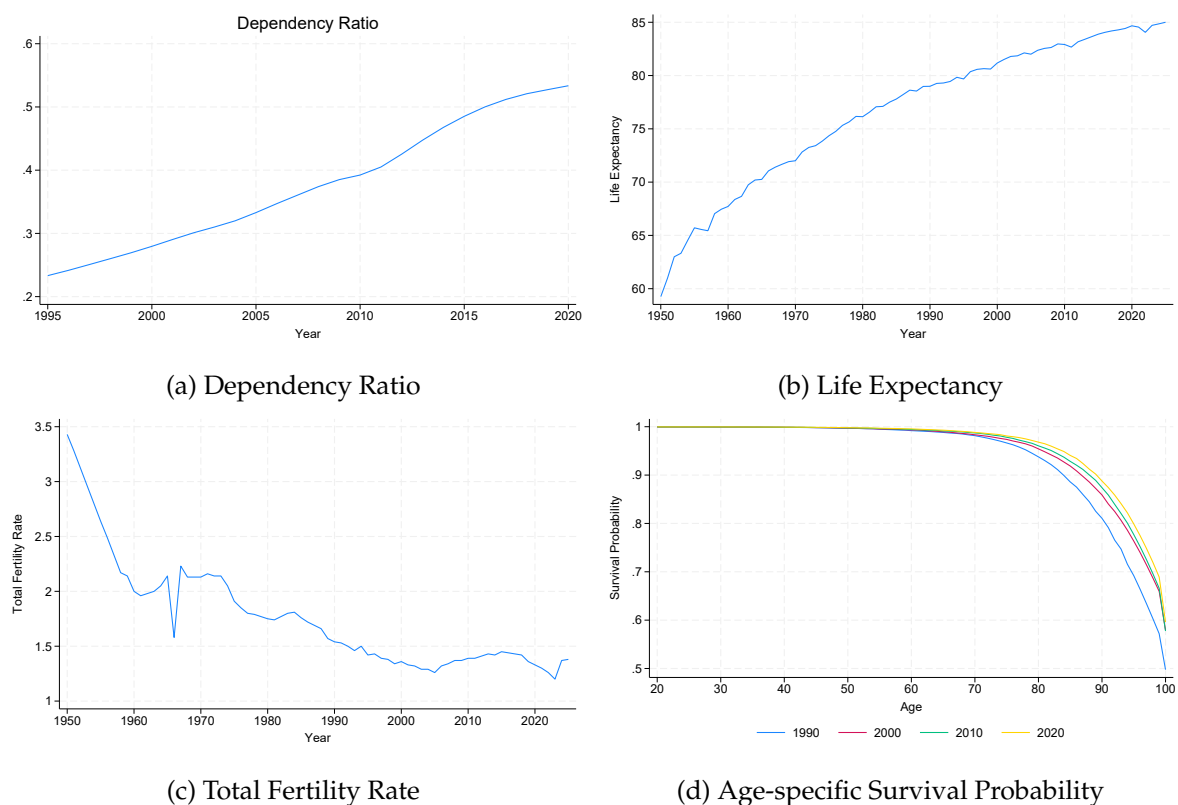 Dependency Ratio
.6
.5
.4
.3
.2
1995 2000 2005 2010 2015 2020
Year
(a) Dependency Ratio
85
80
75
70
65
60
Life Expectancy
1950 1960 1970 1980 1990 2000 2010 2020
Year
(b) Life Expectancy
3.5
3
2.5
2
1.5
1
Total Fertility Rate
1950 1960 1970 1980 1990 2000 2010 2020
Year
(c) Total Fertility Rate
1
.9
.8
.7
.6
.5
Survival Probability
20 30 40 50 60 70 80 90 100
Age
1990 2000 2010 2020
(d) Age-specific Survival Probability